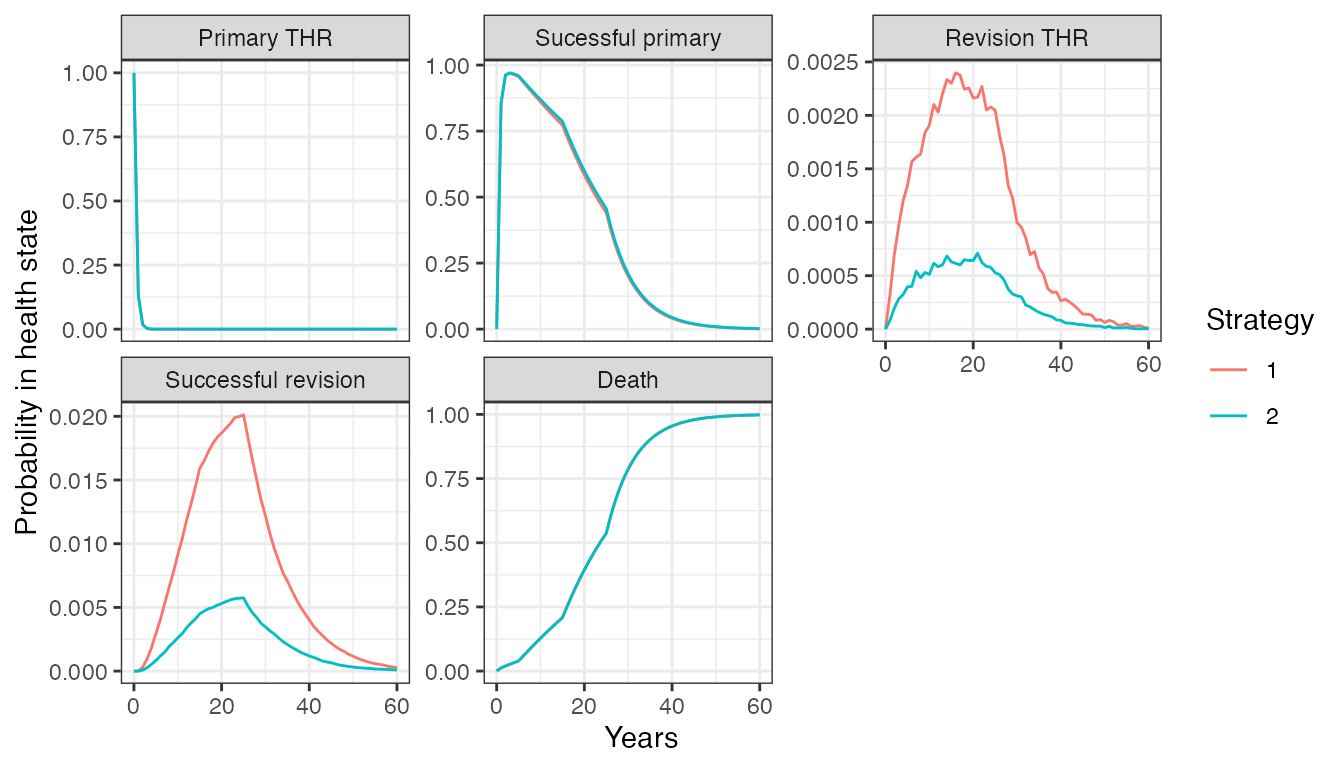 Primary THR
Sucessful primary
Revision THR
1.00
0.75
0.50
0.25
0.00
1.00
0.75
0.50
0.25
0.00
0.0025
0.0020
0.0015
0.0010
0.0005
0.0000
0 20 40 60
Successful revision
Death
0.020
0.015
0.010
0.005
0.000
0 20 40 60
1.00
0.75
0.50
0.25
0.00
0 20 40 60
Probability in health state
Years
Strategy
1
2